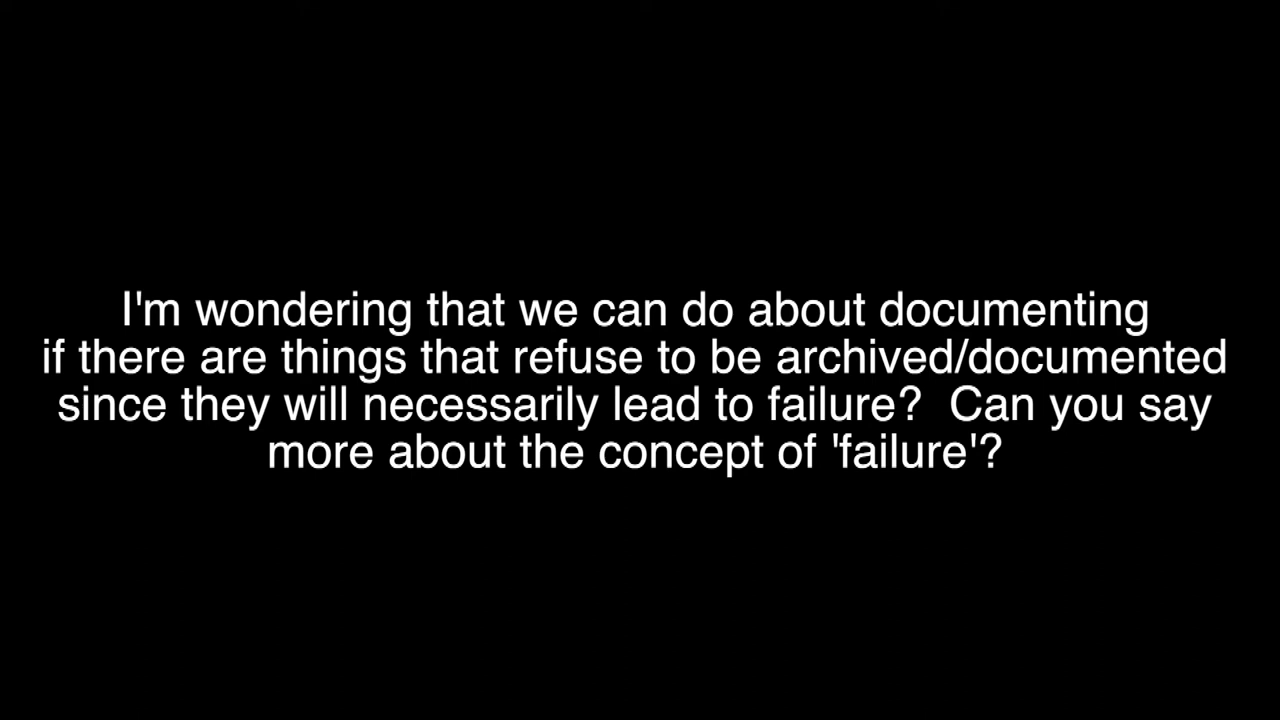 I'm wondering that we can do about documenting
if there are things that refuse to be archived/documented
since they will necessarily lead to failure?  Can you say
more about the concept of 'failure'?